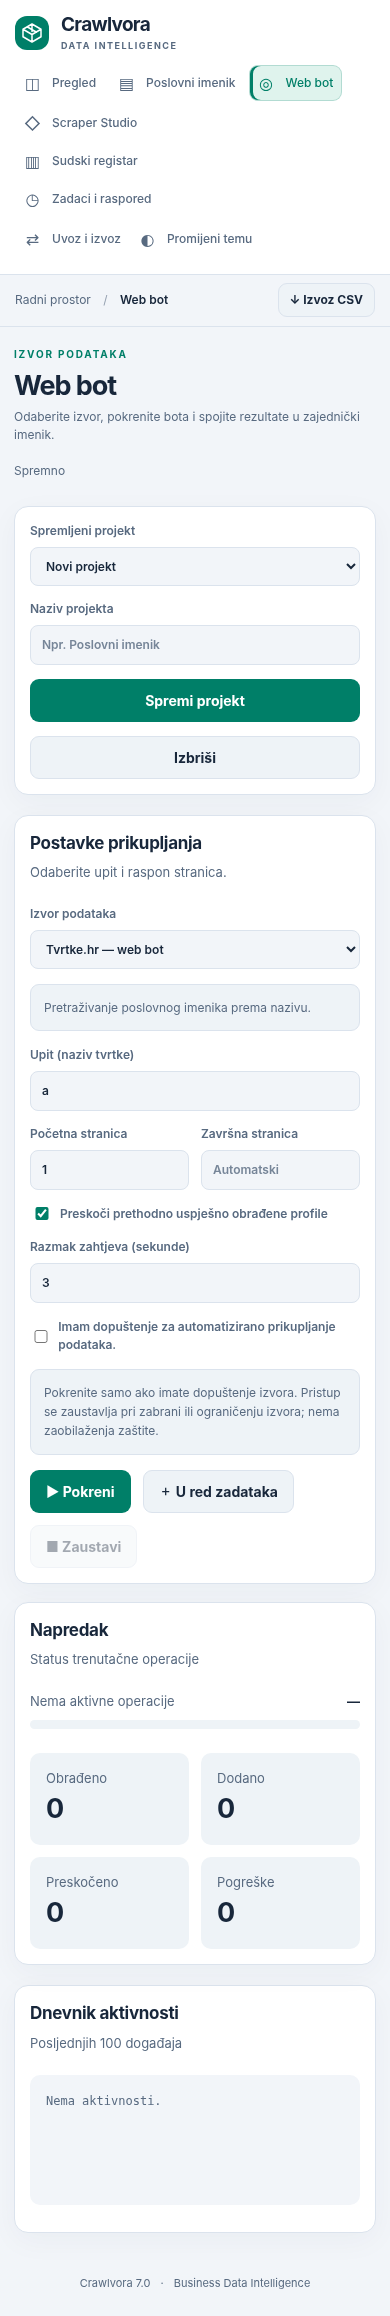 Crawlvora
DATA INTELLIGENCE
Pregled Poslovni imenik Web bot
Scraper Studio
Sudski registar
Zadaci i raspored
Uvoz i izvoz Promijeni temu
Radni prostor / Web bot ↓ Izvoz CSV
IZVOR PODATAKA
Web bot
Odaberite izvor, pokrenite bota i spojite rezultate u zajednički
imenik.
Spremno
Spremljeni projekt
Novi projekt
Naziv projekta
Npr. Poslovni imenik
Spremi projekt
Izbriši
Postavke prikupljanja
Odaberite upit i raspon stranica.
Izvor podataka
Tvrtke.hr — web bot
Pretraživanje poslovnog imenika prema nazivu.
Upit (naziv tvrtke)
a
Početna stranica Završna stranica
1 Automatski
Preskoči prethodno uspješno obrađene profile
Razmak zahtjeva (sekunde)
3
Imam dopuštenje za automatizirano prikupljanje
podataka.
Pokrenite samo ako imate dopuštenje izvora. Pristup
se zaustavlja pri zabrani ili ograničenju izvora; nema
zaobilaženja zaštite.
▶ Pokreni + U red zadataka
■ Zaustavi
Napredak
Status trenutačne operacije
Nema aktivne operacije —
Obrađeno Dodano
0 0
Preskočeno Pogreške
0 0
Dnevnik aktivnosti
Posljednjih 100 događaja
Nema aktivnosti.
Crawlvora 7.0 · Business Data Intelligence